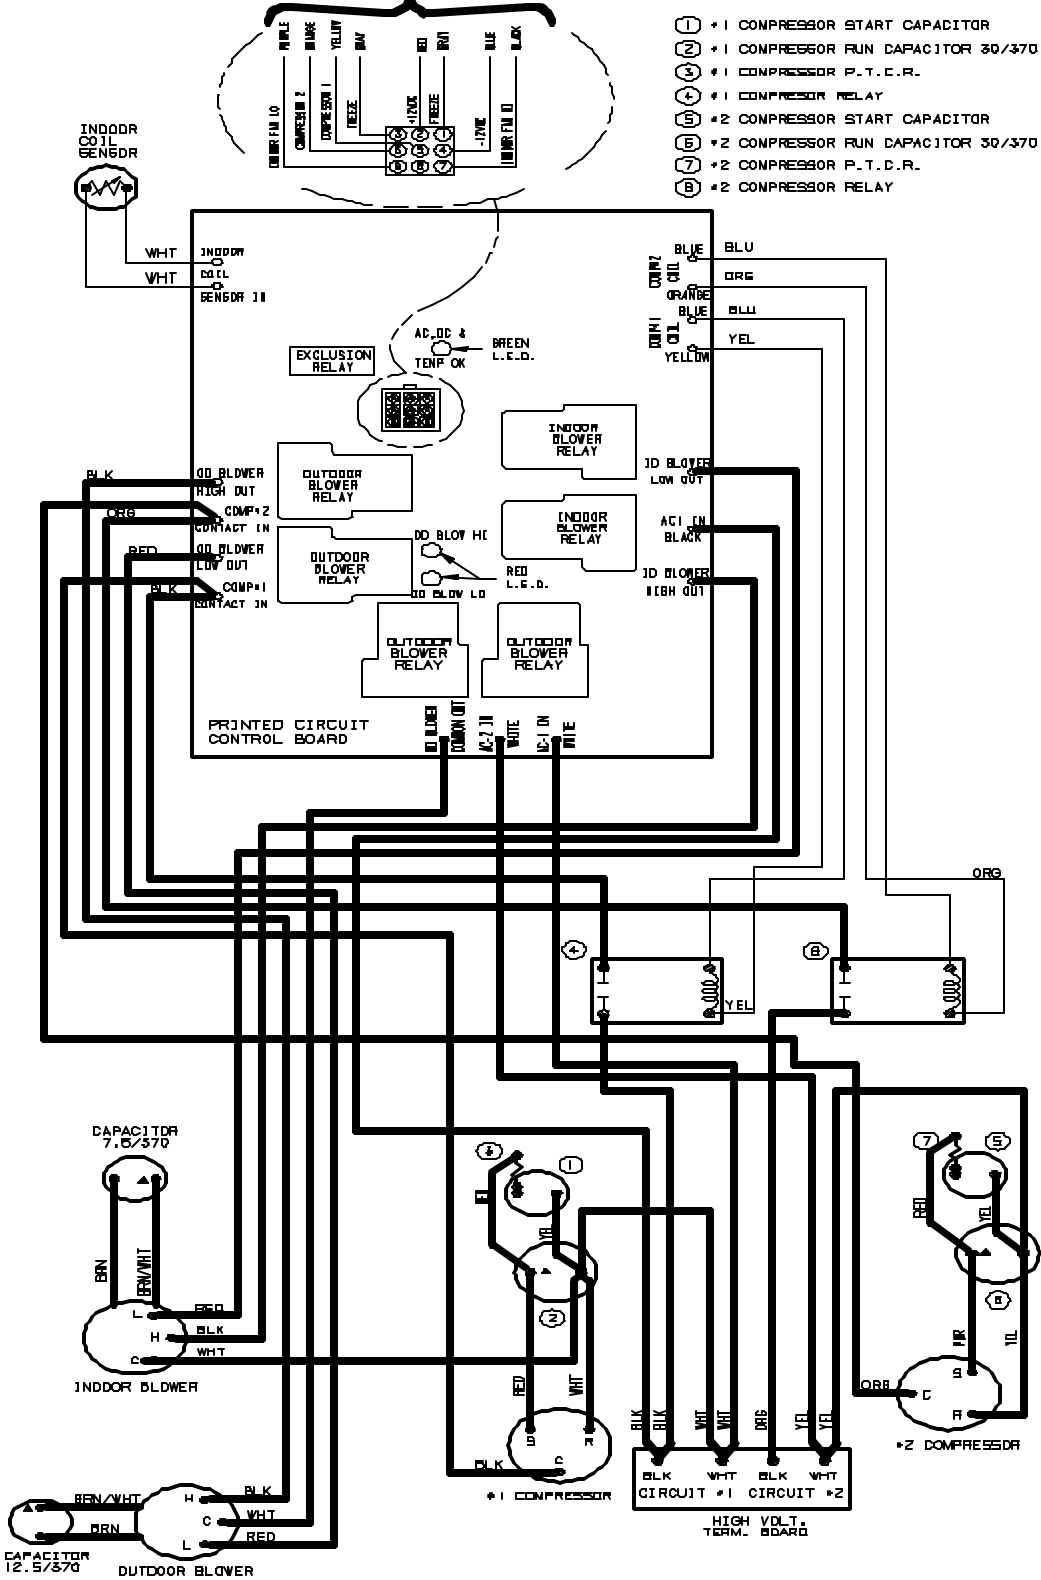 ① #1 COMPRESSOR START CAPACITOR
② #1 COMPRESSOR RUN CAPACITOR 30/370
③ #1 COMPRESSOR P.T.C.R.
④ #1 COMPRESOR RELAY
⑤ #2 COMPRESSOR START CAPACITOR
⑥ #2 COMPRESSOR RUN CAPACITOR 30/370
⑦ #2 COMPRESSOR P.T.C.R.
⑧ #2 COMPRESSOR RELAY
PURPLE
ORANGE
YELLOW
GRAY
RED
GRAY
BLUE
BLACK
INDOOR FAN LO
COMPRESSOR 2
COMPRESSOR 1
FREEZE
+12VDC
FREEZE
-12VDC
INDOOR FAN HI
3 2 1
6 5 4
9 8 7
INDOOR
COIL
SENSOR
WHT
WHT
INDOOR
COIL
SENSOR IN
BLUE
BLU
COMP#2
COIL
ORG
ORANGE
BLUE
BLU
COMP#1
COIL
YEL
YELLOW
EXCLUSION
RELAY
AC,DC &
TEMP OK
GREEN
L.E.D.
INDOOR
BLOWER
RELAY
OUTDOOR
BLOWER
RELAY
BLK
OD BLOWER
HIGH OUT
ORG
COMP#2
CONTACT IN
RED
OD BLOWER
LOW OUT
BLK
COMP#1
CONTACT IN
ID BLOWER
LOW OUT
INDOOR
BLOWER
RELAY
AC1 IN
BLACK
OUTDOOR
BLOWER
RELAY
OD BLOW HI
RED
L.E.D.
OD BLOW LO
ID BLOWER
HIGH OUT
OUTDOOR
BLOWER
RELAY
OUTDOOR
BLOWER
RELAY
PRINTED CIRCUIT
CONTROL BOARD
OD BLOWER
COMMON OUT
AC-2 IN
WHITE
AC-1 IN
WHITE
ORG
4
8
YEL
CAPACITOR
7.5/370
BRN
BRN/WHT
L
RED
H
BLK
C
WHT
INDOOR BLOWER
1
RED
YEL
2
RED
WHT
S
R
C
BLK
#1 COMPRESSOR
7
5
RED
YEL
6
YEL
S
ORG
C
R
#2 COMPRESSOR
BLK
BLK
WHT
WHT
ORG
YEL
YEL
BLK WHT BLK WHT
CIRCUIT #1 CIRCUIT #2
HIGH VOLT.
TERM. BOARD
BRN/WHT
BRN
H
BLK
C
WHT
L
RED
CAPACITOR
12.5/370
OUTDOOR BLOWER